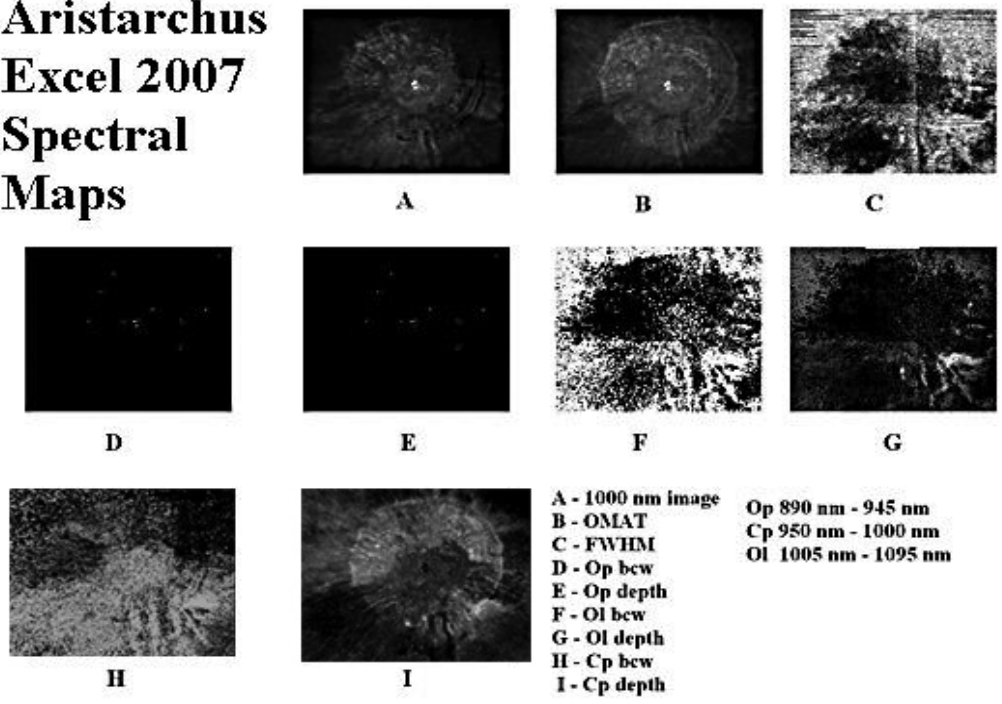 Aristarchus
Excel 2007
Spectral
Maps
A
B
C
D
E
F
G
H
I
A - 1000 nm image
B - OMAT
C - FWHM
D - Op bcw
E - Op depth
F - Ol bcw
G - Ol depth
H - Cp bcw
I - Cp depth
Op 890 nm - 945 nm
Cp 950 nm - 1000 nm
Ol 1005 nm - 1095 nm